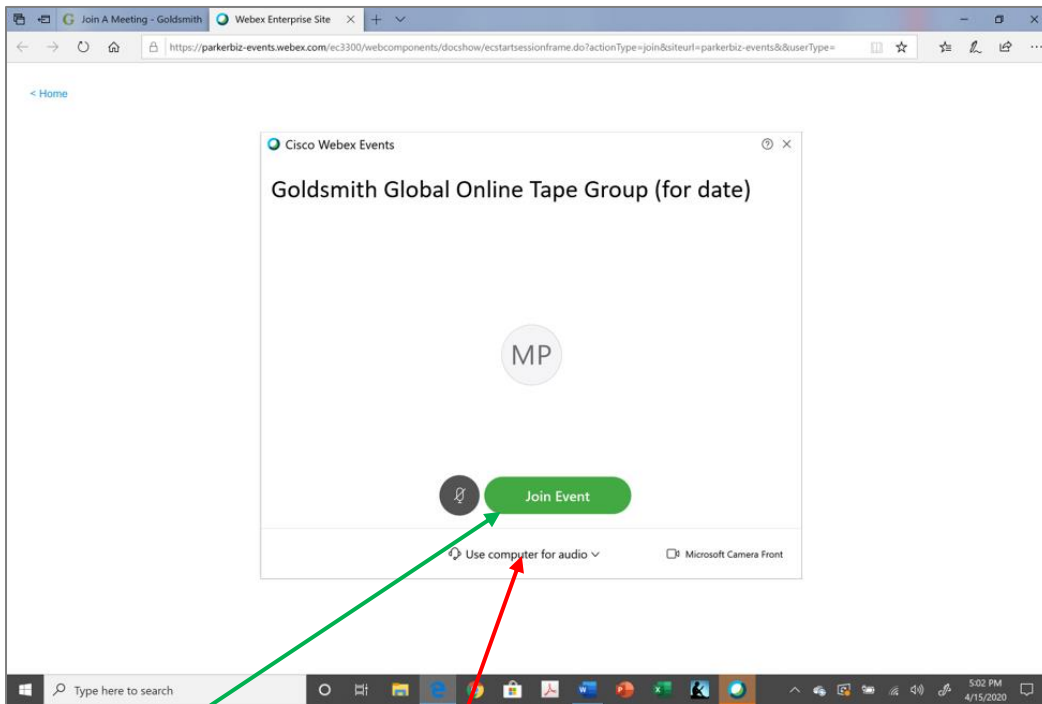 G Join A Meeting - Goldsmith
Webex Enterprise Site
https://parkerbiz-events.webex.com/ec3300/webcomponents/docshow/ecstartsessionframe.do?actionType=join&siteurl=parkerbiz-events&&userType=
< Home
Cisco Webex Events
Goldsmith Global Online Tape Group (for date)
MP
Join Event
Use computer for audio
Microsoft Camera Front
Type here to search
5:02 PM
4/15/2020